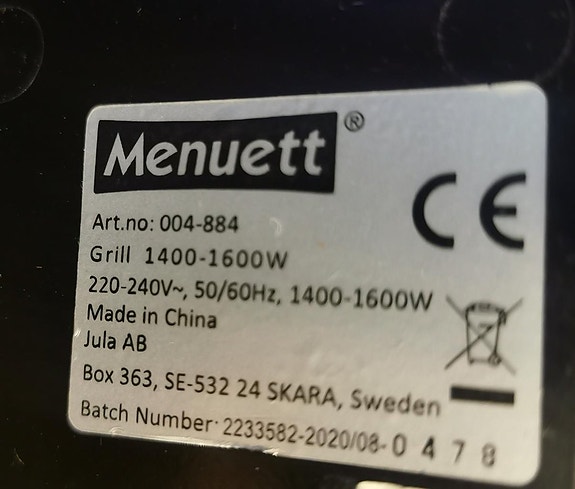 Menuett®
CE
Art.no: 004-884
Grill 1400-1600W
220-240V~, 50/60Hz, 1400-1600W
Made in China
Jula AB
Box 363, SE-532 24 SKARA, Sweden
Batch Number: 2233582-2020/08-0478